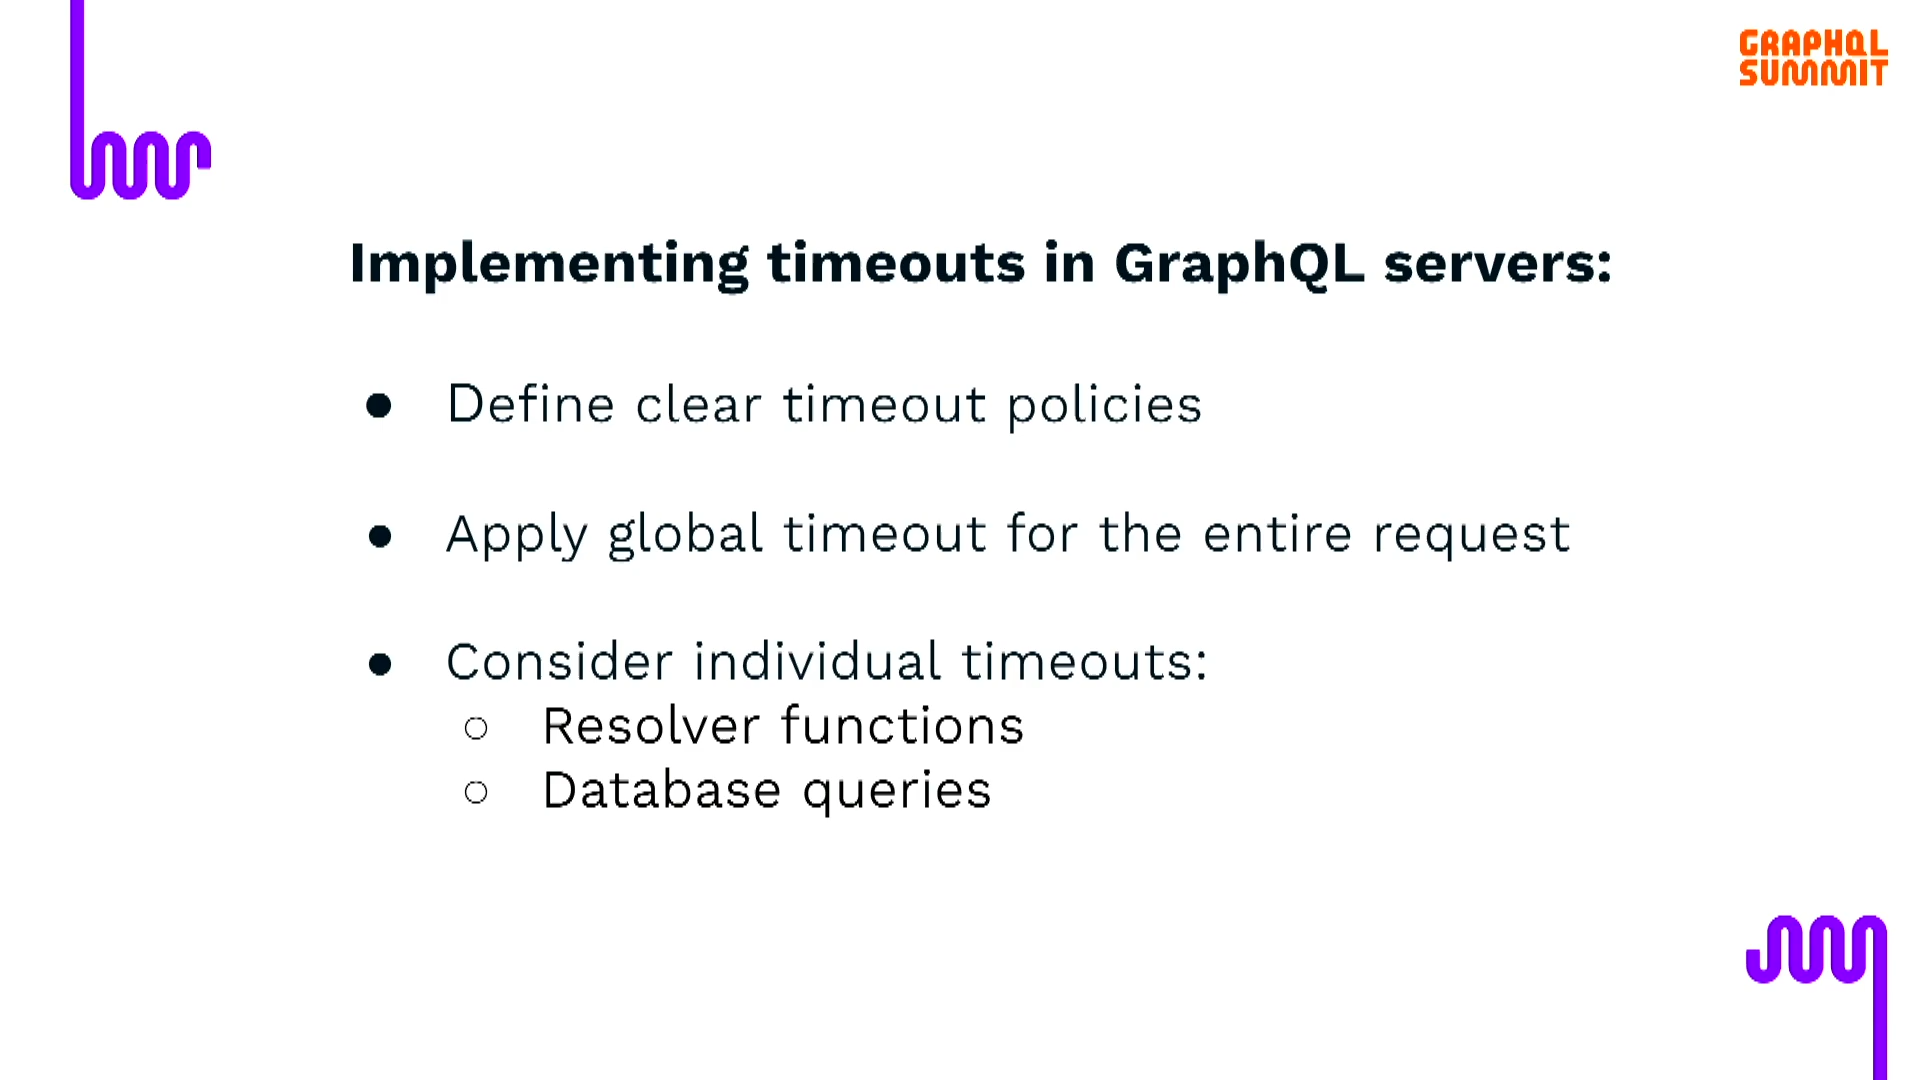 GRAPHQL
SUMMIT
Implementing timeouts in GraphQL servers:
● Define clear timeout policies
● Apply global timeout for the entire request
● Consider individual timeouts:
○ Resolver functions
○ Database queries